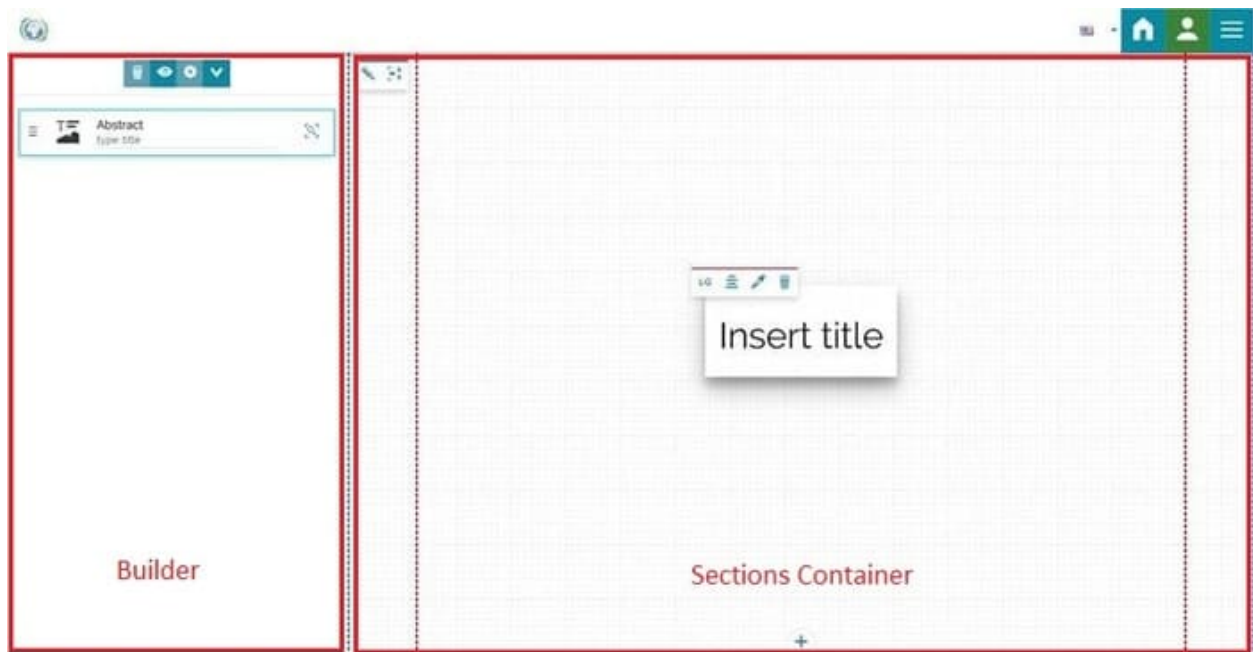 Abstract
type: title
Insert title
Builder
Sections Container